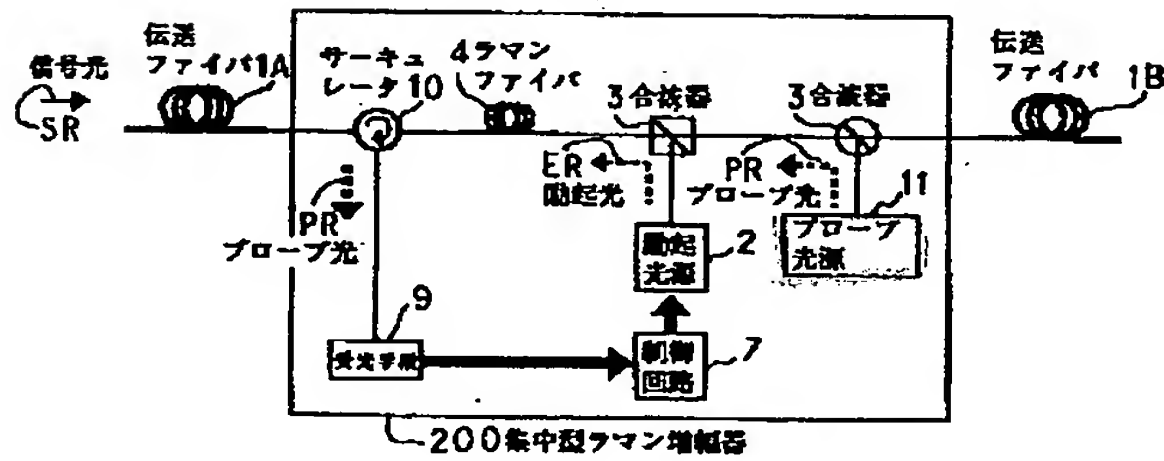 信号光
SR
伝送
ファイバ1A
サーキュ
レータ10
4ラマン
ファイバ
3合波器
3合波器
伝送
ファイバ
1B
PR
プローブ光
ER
励起光
PR
プローブ光
11
プローブ
光源
励起
光源
2
9
受光手段
制御
回路
7
200集中型ラマン増幅器